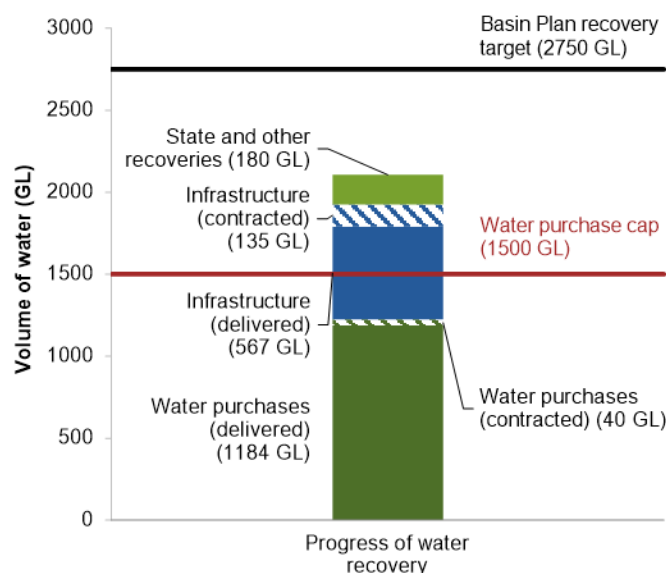 Basin Plan recovery
target (2750 GL)
3000
2500
2000
1500
1000
500
0
Volume of water (GL)
State and other
recoveries (180 GL)
Infrastructure
(contracted)
(135 GL)
Water purchase cap
(1500 GL)
Infrastructure
(delivered)
(567 GL)
Water purchases
(delivered)
(1184 GL)
Water purchases
(contracted) (40 GL)
Progress of water
recovery